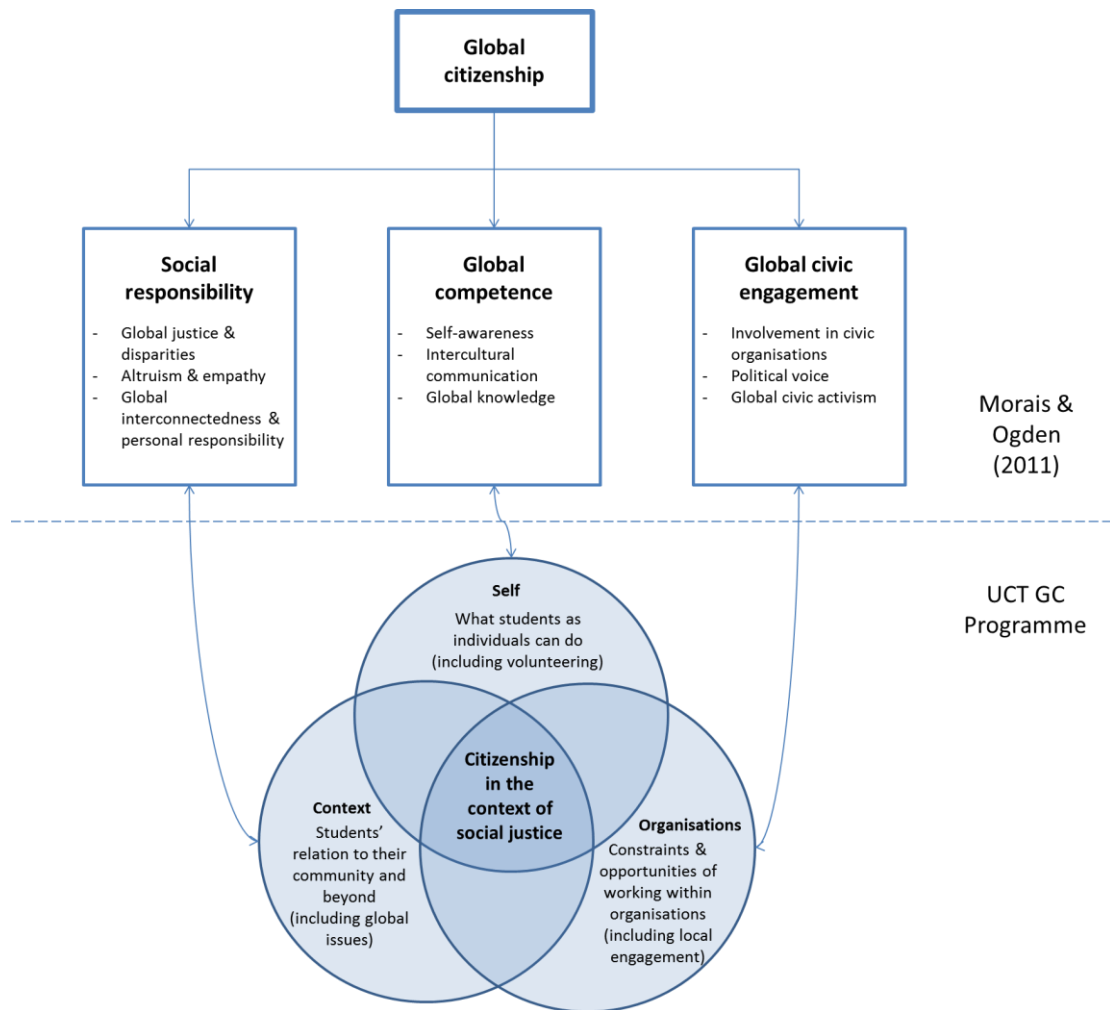 Global
citizenship
Social
responsibility
- Global justice &
disparities
- Altruism & empathy
- Global
interconnectedness &
personal responsibility
Global
competence
- Self-awareness
- Intercultural
communication
- Global knowledge
Global civic
engagement
- Involvement in civic
organisations
- Political voice
- Global civic activism
Morais &
Ogden
(2011)
UCT GC
Programme
Self
What students as
individuals can do
(including volunteering)
Citizenship
in the
context of
social justice
Context
Students’
relation to their
community and
beyond
(including global
issues)
Organisations
Constraints &
opportunities of
working within
organisations
(including local
engagement)